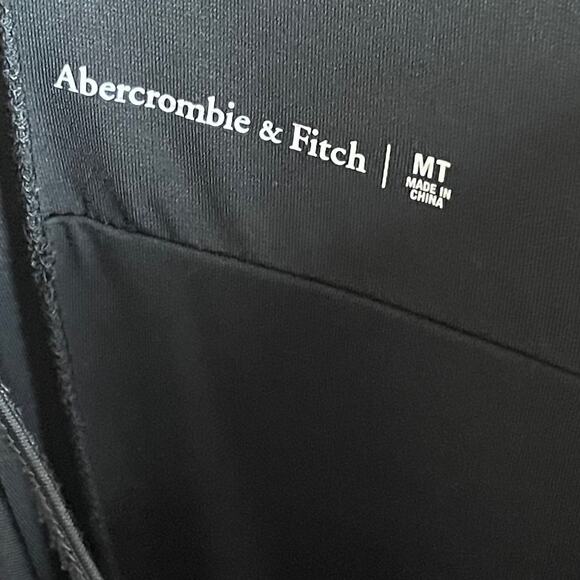 Abercrombie & Fitch | MT
MADE IN
CHINA